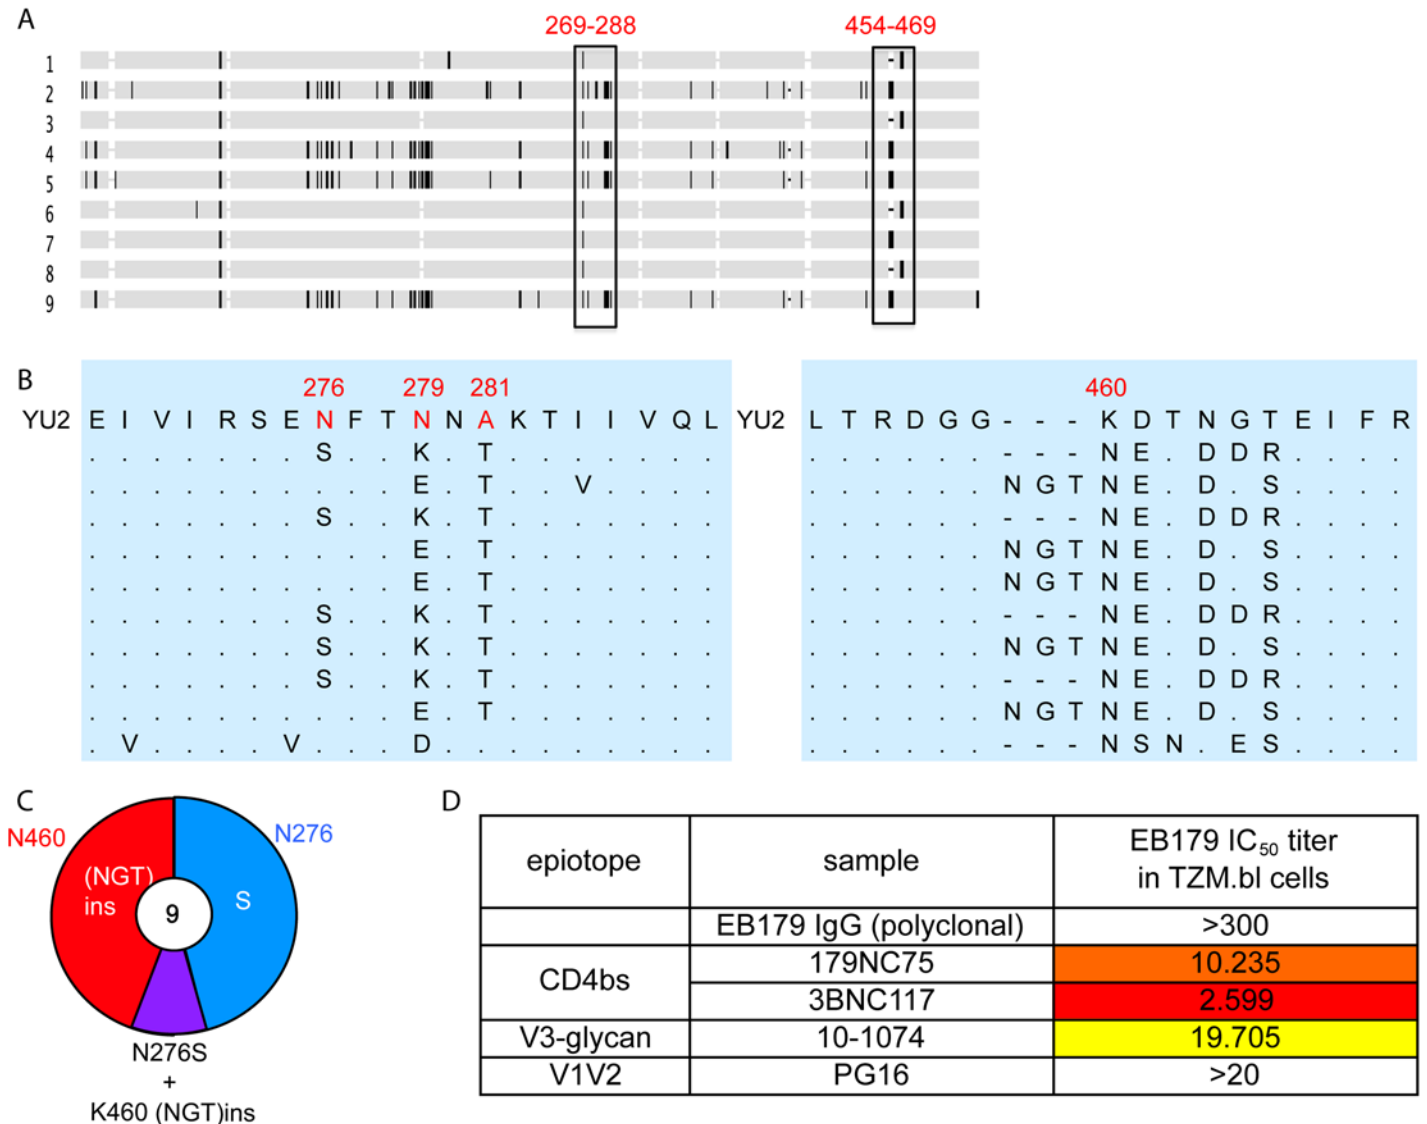 A
269-288 454-469
1
2
3
4
5
6
7
8
9
B
276 279 281 460
YU2 E I V I R S E N F T N N A K T I I V Q L YU2 L T R D G G - - - K D T N G T E I F R
. . . . . . . S . . K . T . . . . . . . . . . . . . - - - N E . D D R . . . .
. . . . . . . . . . E . T . . V . . . . . . . . . . N G T N E . D . S . . . .
. . . . . . . S . . K . T . . . . . . . . . . . . . - - - N E . D D R . . . .
. . . . . . . . . . E . T . . . . . . . . . . . . . N G T N E . D . S . . . .
. . . . . . . . . . E . T . . . . . . . . . . . . . N G T N E . D . S . . . .
. . . . . . . S . . K . T . . . . . . . . . . . . . - - - N E . D D R . . . .
. . . . . . . S . . K . T . . . . . . . . . . . . . N G T N E . D . S . . . .
. . . . . . . S . . K . T . . . . . . . . . . . . . - - - N E . D D R . . . .
. . . . . . . . . . E . T . . . . . . . . . . . . . N G T N E . D . S . . . .
. V . . . . V . . . D . . . . . . . . . . . . . . . - - - N S N . E S . . . .
C
N460
N276
(NGT)
ins
S
9
N276S
+
K460 (NGT)ins
D
epiotope sample EB179 IC50 titer
in TZM.bl cells
EB179 IgG (polyclonal) >300
CD4bs 179NC75 10.235
3BNC117 2.599
V3-glycan 10-1074 19.705
V1V2 PG16 >20